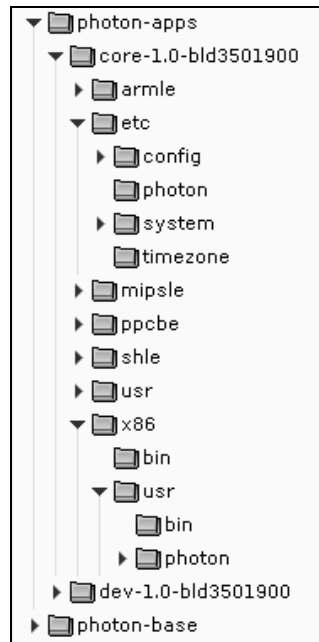 photon-apps
core-1.0-bld3501900
armle
etc
config
photon
system
timezone
mipsle
ppcbe
shle
usr
x86
bin
usr
bin
photon
dev-1.0-bld3501900
photon-base